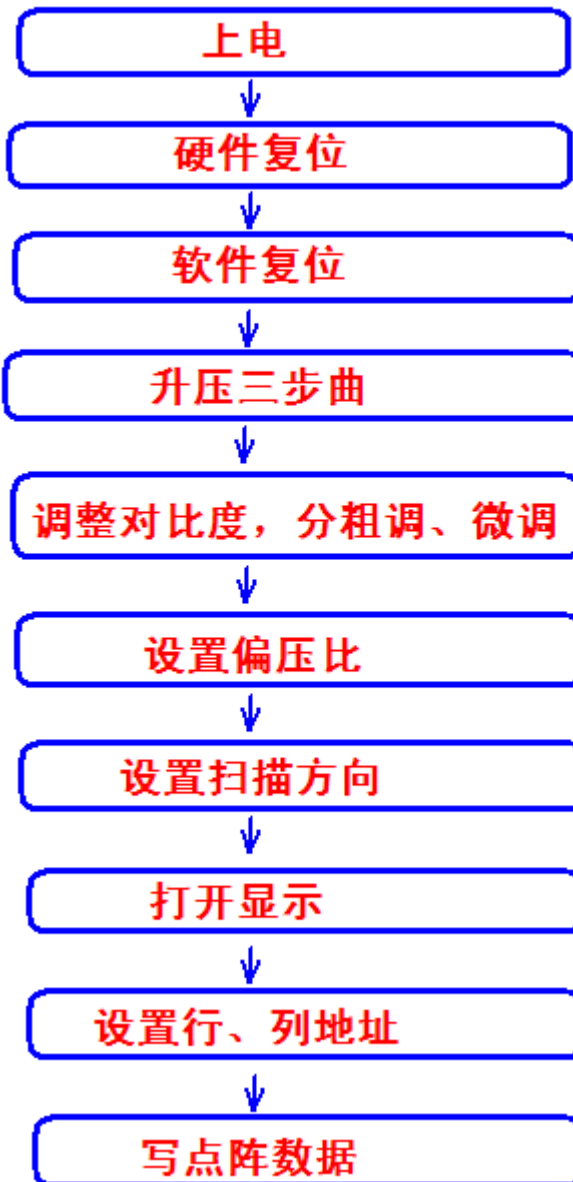 上电
硬件复位
软件复位
升压三步曲
调整对比度，分粗调、微调
设置偏压比
设置扫描方向
打开显示
设置行、列地址
写点阵数据